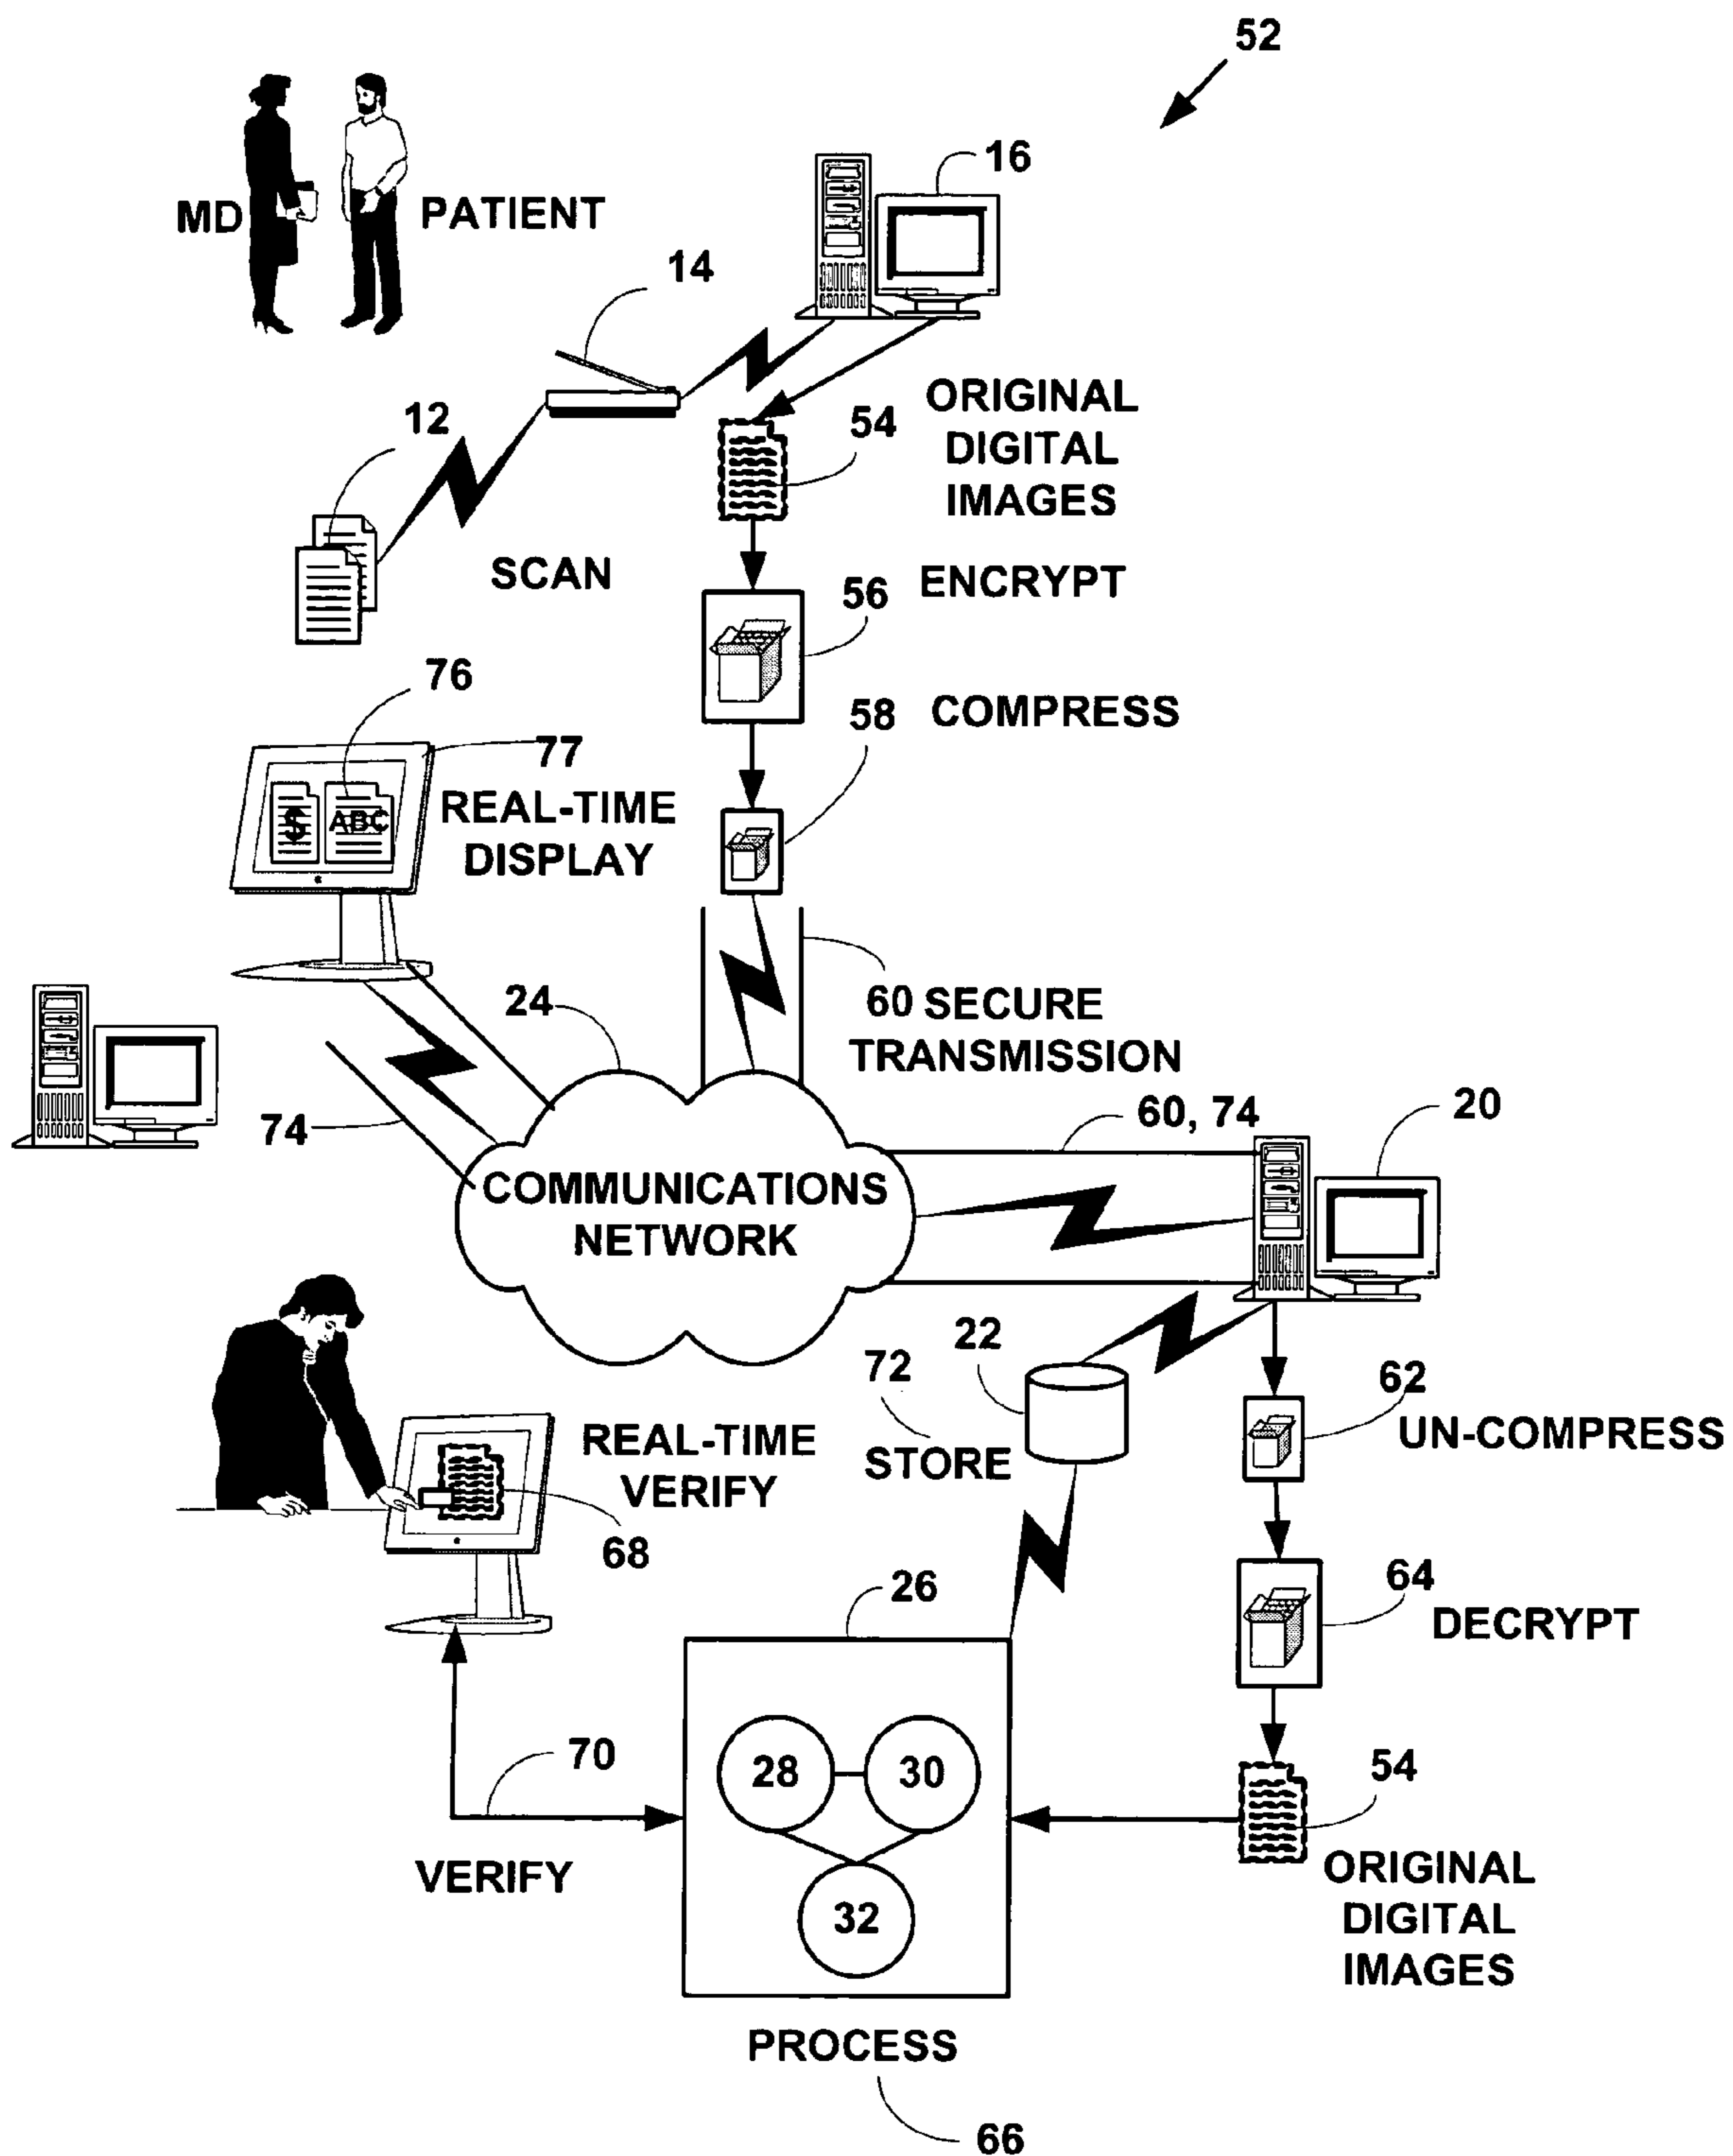 52
16
MD
PATIENT
14
12
54
ORIGINAL
DIGITAL
IMAGES
SCAN
56
ENCRYPT
76
58
COMPRESS
77
REAL-TIME
DISPLAY
$
ABC
24
60 SECURE
TRANSMISSION
74
60, 74
20
COMMUNICATIONS
NETWORK
22
72
STORE
62
UN-COMPRESS
REAL-TIME
VERIFY
68
26
64
DECRYPT
70
28
30
32
54
VERIFY
ORIGINAL
DIGITAL
IMAGES
PROCESS
66